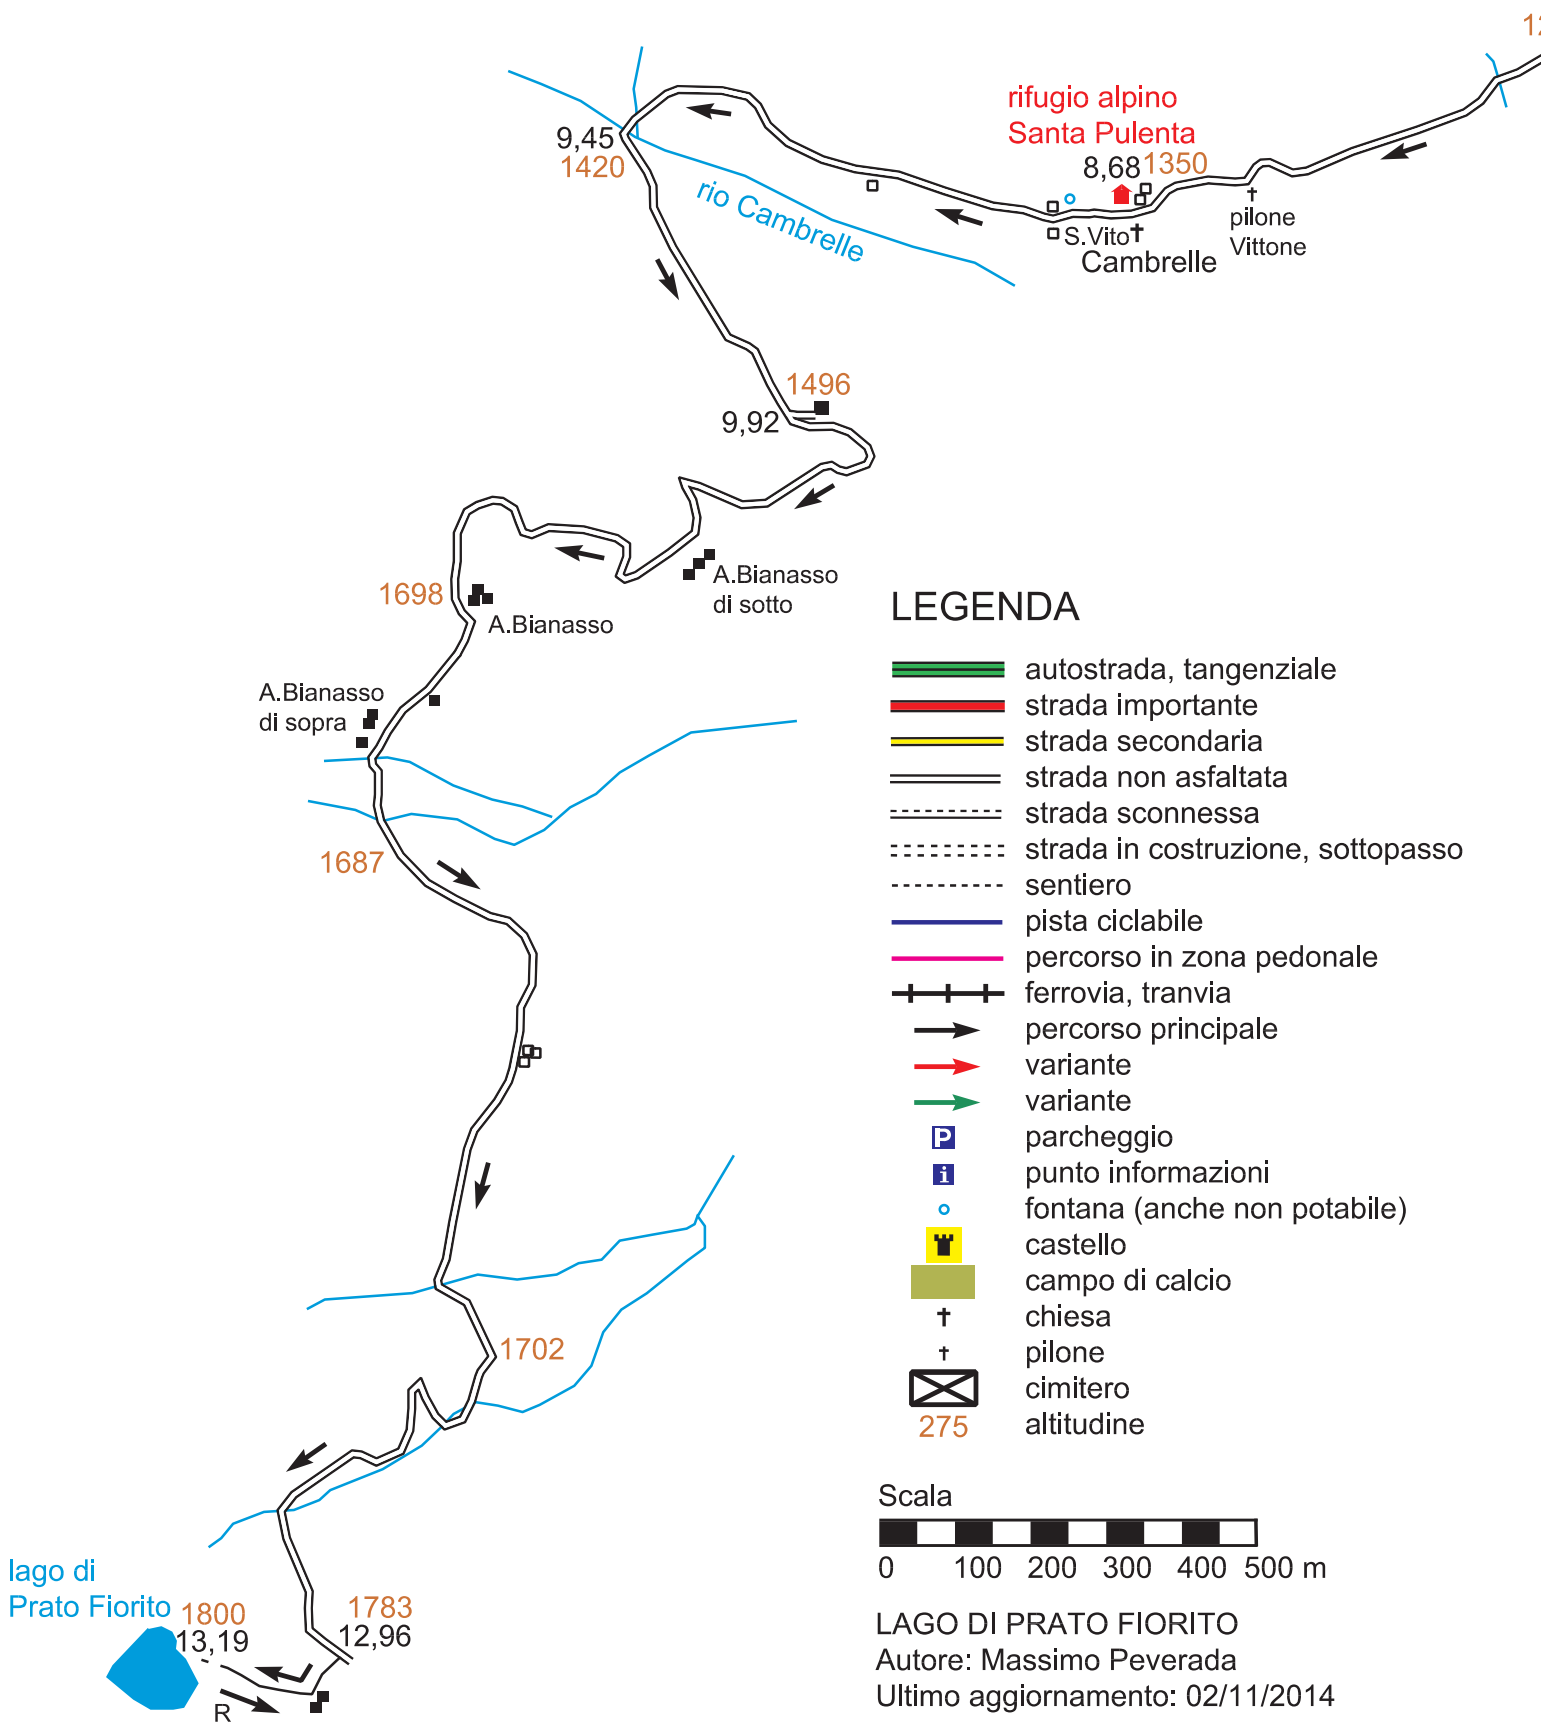 12
rifugio alpino
Santa Pulenta
8,68 1350
9,45
1420
rio Cambrelle
pilone
Vittone
S.Vito
Cambrelle
1496
9,92
A.Bianasso
di sotto
1698
A.Bianasso
A.Bianasso
di sopra
1687
1702
lago di
Prato Fiorito
1800
13,19
1783
12,96
R
LEGENDA
autostrada, tangenziale
strada importante
strada secondaria
strada non asfaltata
strada sconnessa
strada in costruzione, sottopasso
sentiero
pista ciclabile
percorso in zona pedonale
ferrovia, tranvia
percorso principale
variante
variante
P parcheggio
i punto informazioni
fontana (anche non potabile)
castello
campo di calcio
chiesa
pilone
cimitero
275 altitudine
Scala
0 100 200 300 400 500 m
LAGO DI PRATO FIORITO
Autore: Massimo Peverada
Ultimo aggiornamento: 02/11/2014